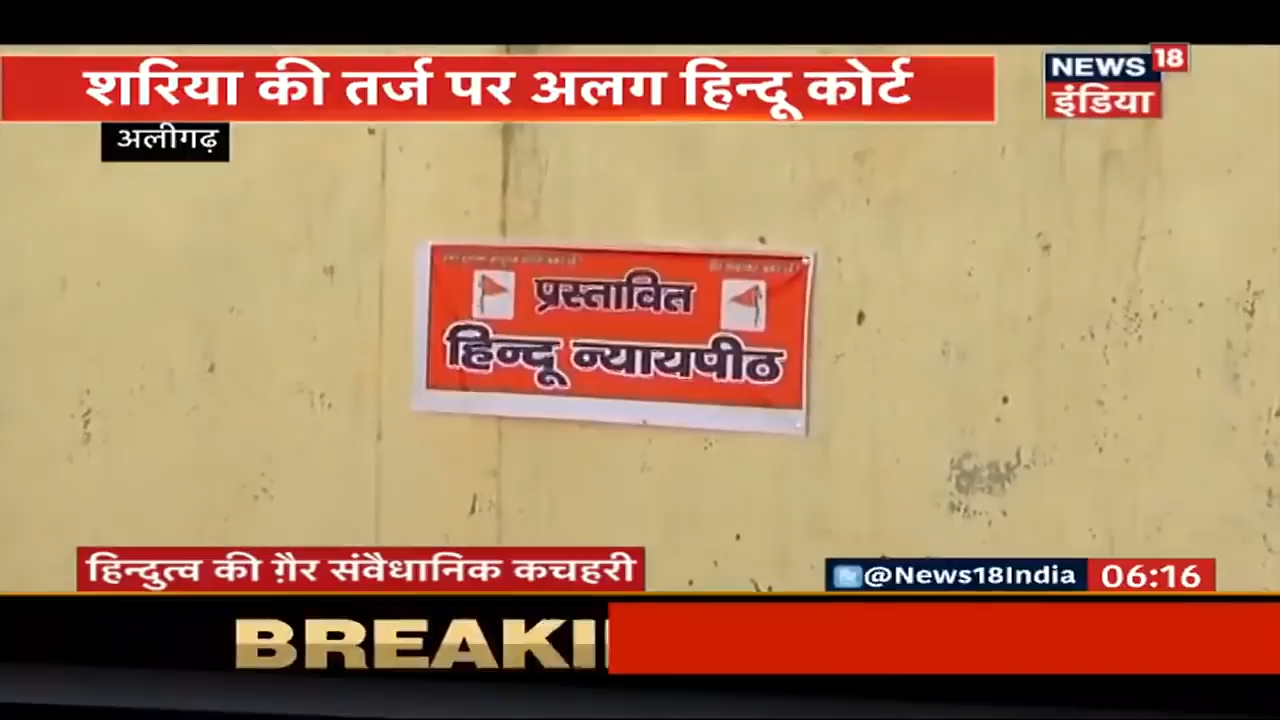 शरिया की तर्ज पर अलग हिन्दू कोर्ट
NEWS 18
इंडिया
अलीगढ़
प्रस्तावित
हिन्दू न्यायपीठ
हिन्दुत्व की ग़ैर संवैधानिक कचहरी
@News18India 06:16
BREAKI